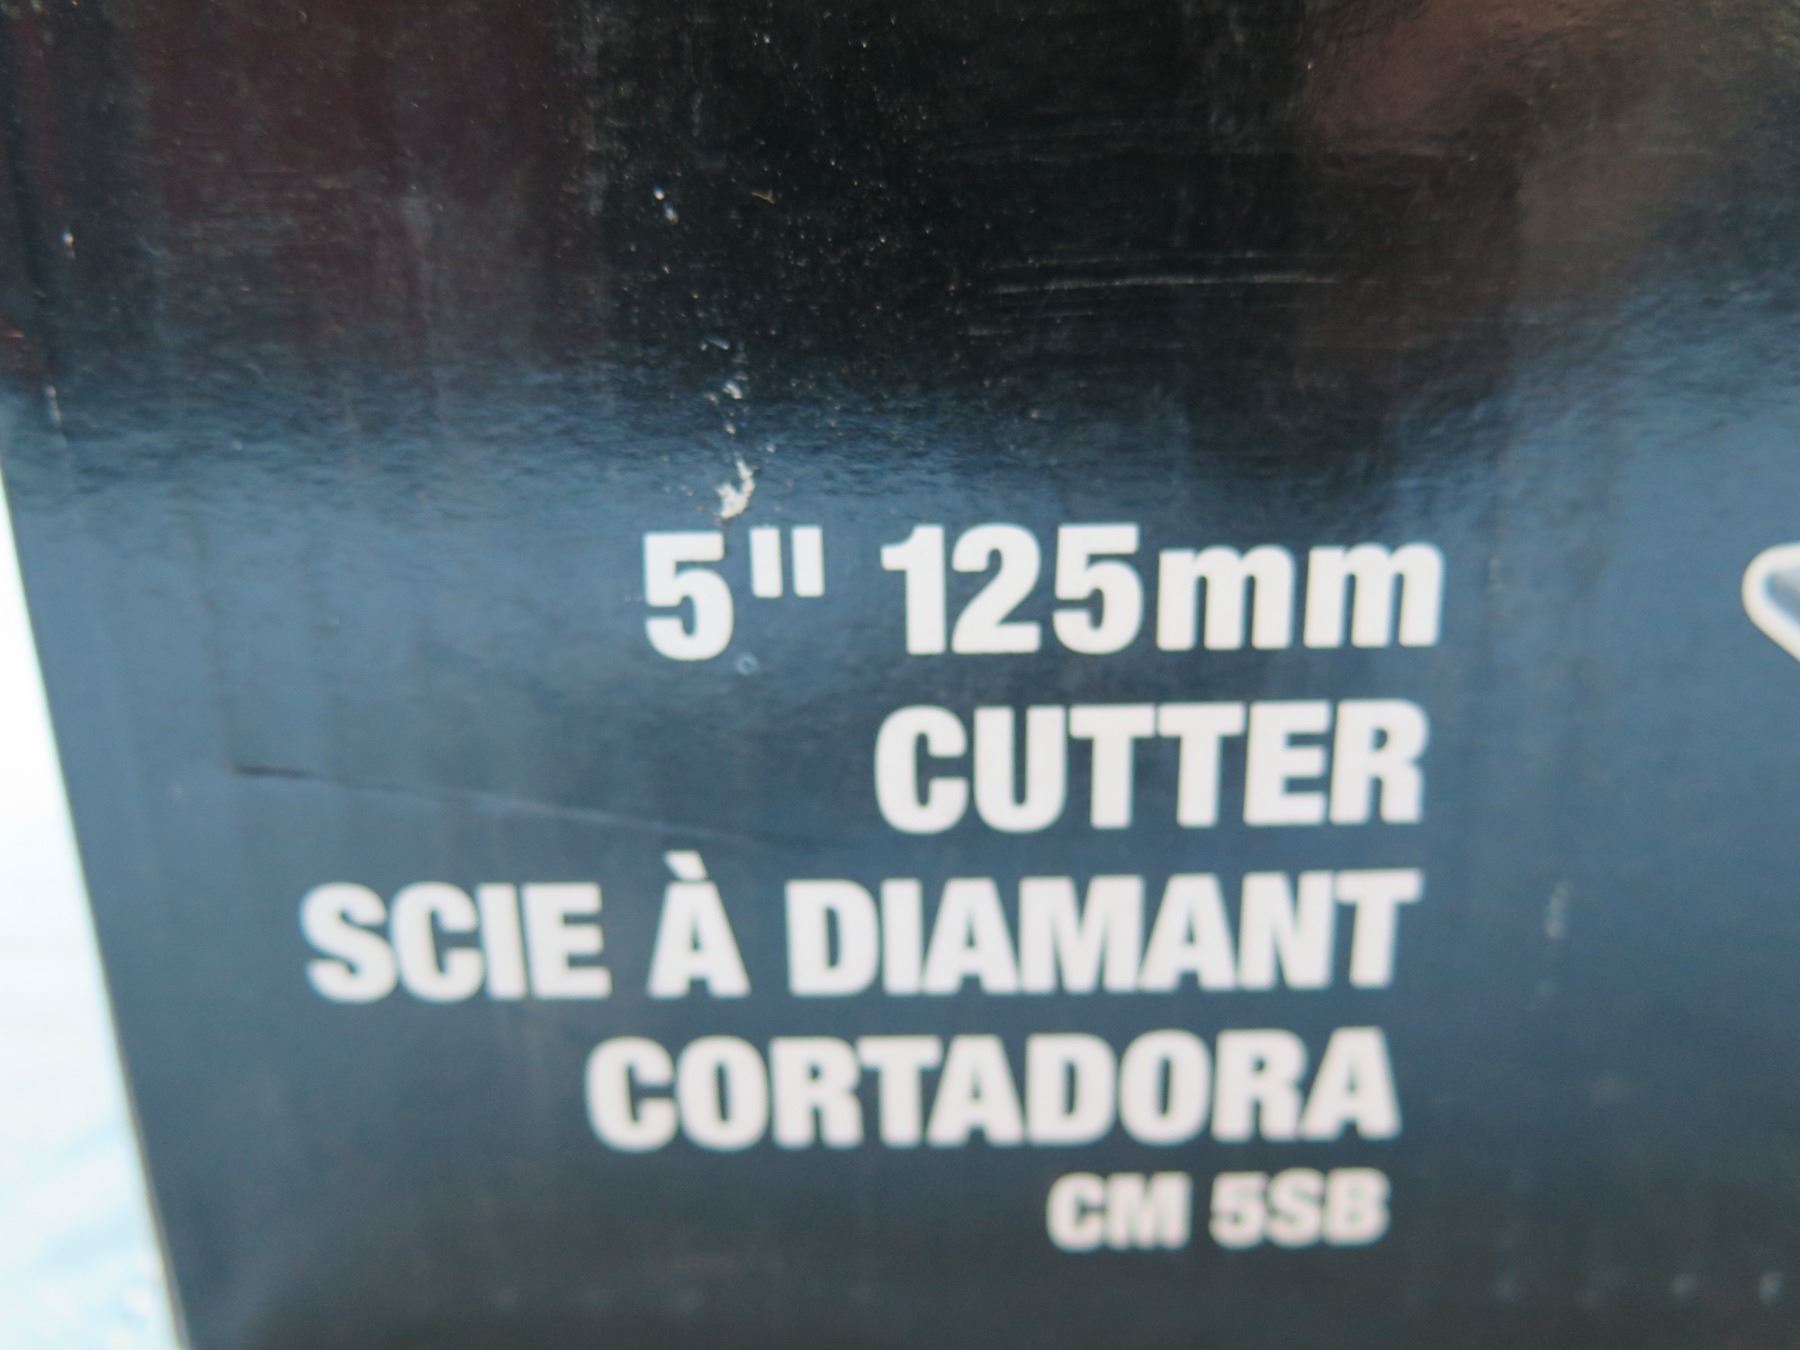 5" 125mm
CUTTER
SCIE À DIAMANT
CORTADORA
CM 5SB